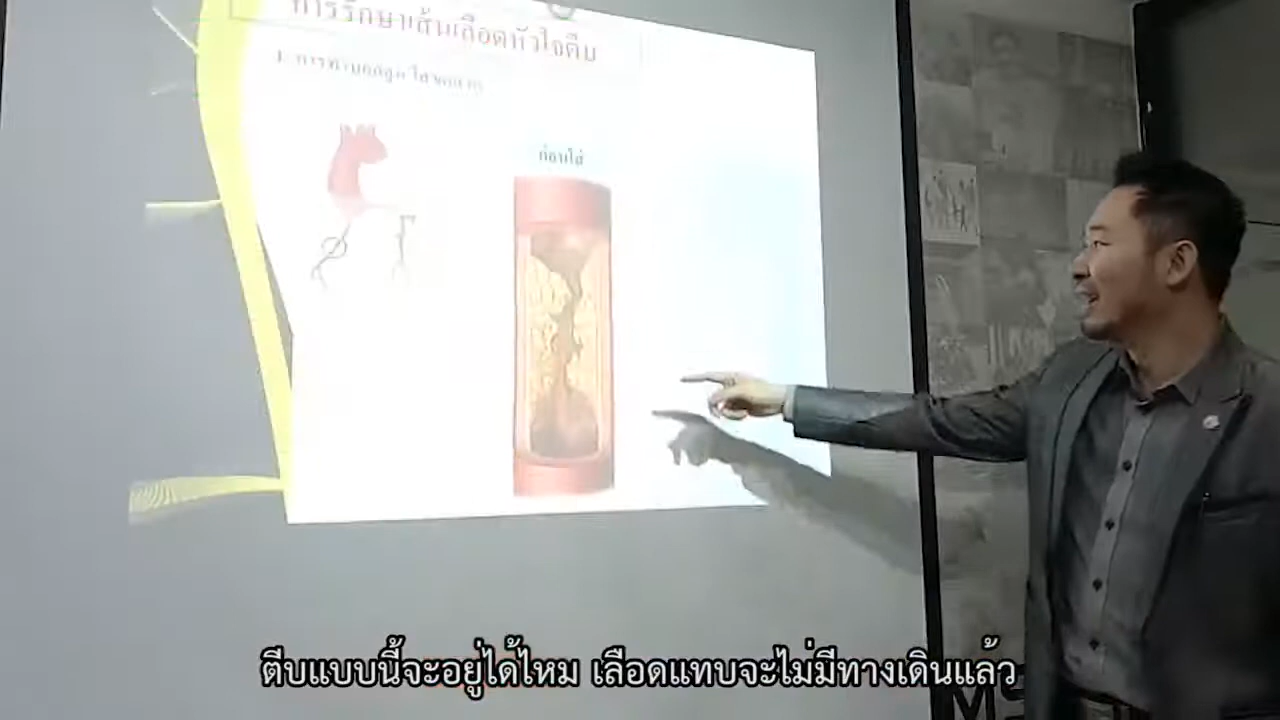 การรักษาเส้นเลือดหัวใจตีบ
ก่อนใส่
ตีบแบบนี้จะอยู่ได้ไหม เลือดแทบจะไม่มีทางเดินแล้ว